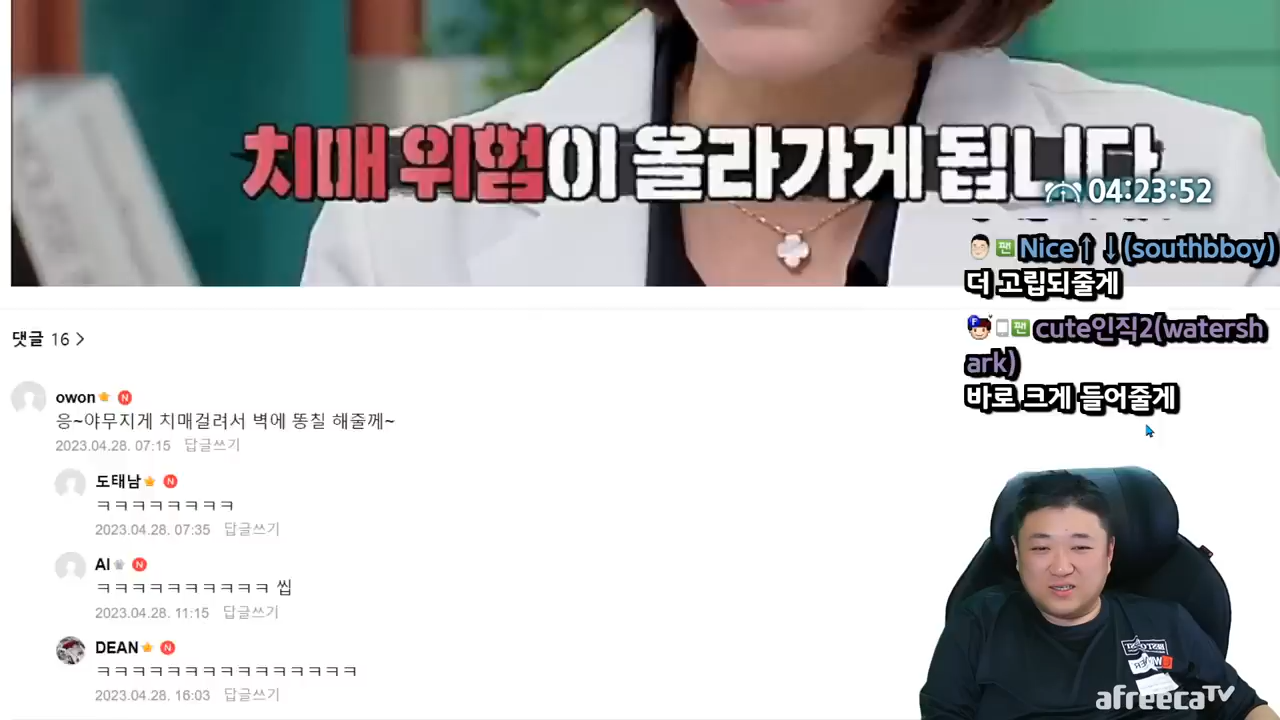 치매 위험이 올라가게 됩니다
04:23:52
Nice↑↓(southbboy)
더 고립되줄게
cute인직2(watersh
ark)
바로 크게 들어줄게
댓글 16 >
owon N
응~야무지게 치매걸려서 벽에 똥칠 해줄께~
2023.04.28. 07:15 답글쓰기
도태남 N
ㅋㅋㅋㅋㅋㅋㅋㅋ
2023.04.28. 07:35 답글쓰기
AI N
ㅋㅋㅋㅋㅋㅋㅋㅋㅋㅋ 씹
2023.04.28. 11:15 답글쓰기
DEAN N
ㅋㅋㅋㅋㅋㅋㅋㅋㅋㅋㅋㅋㅋㅋㅋ
2023.04.28. 16:03 답글쓰기
afreecaTV